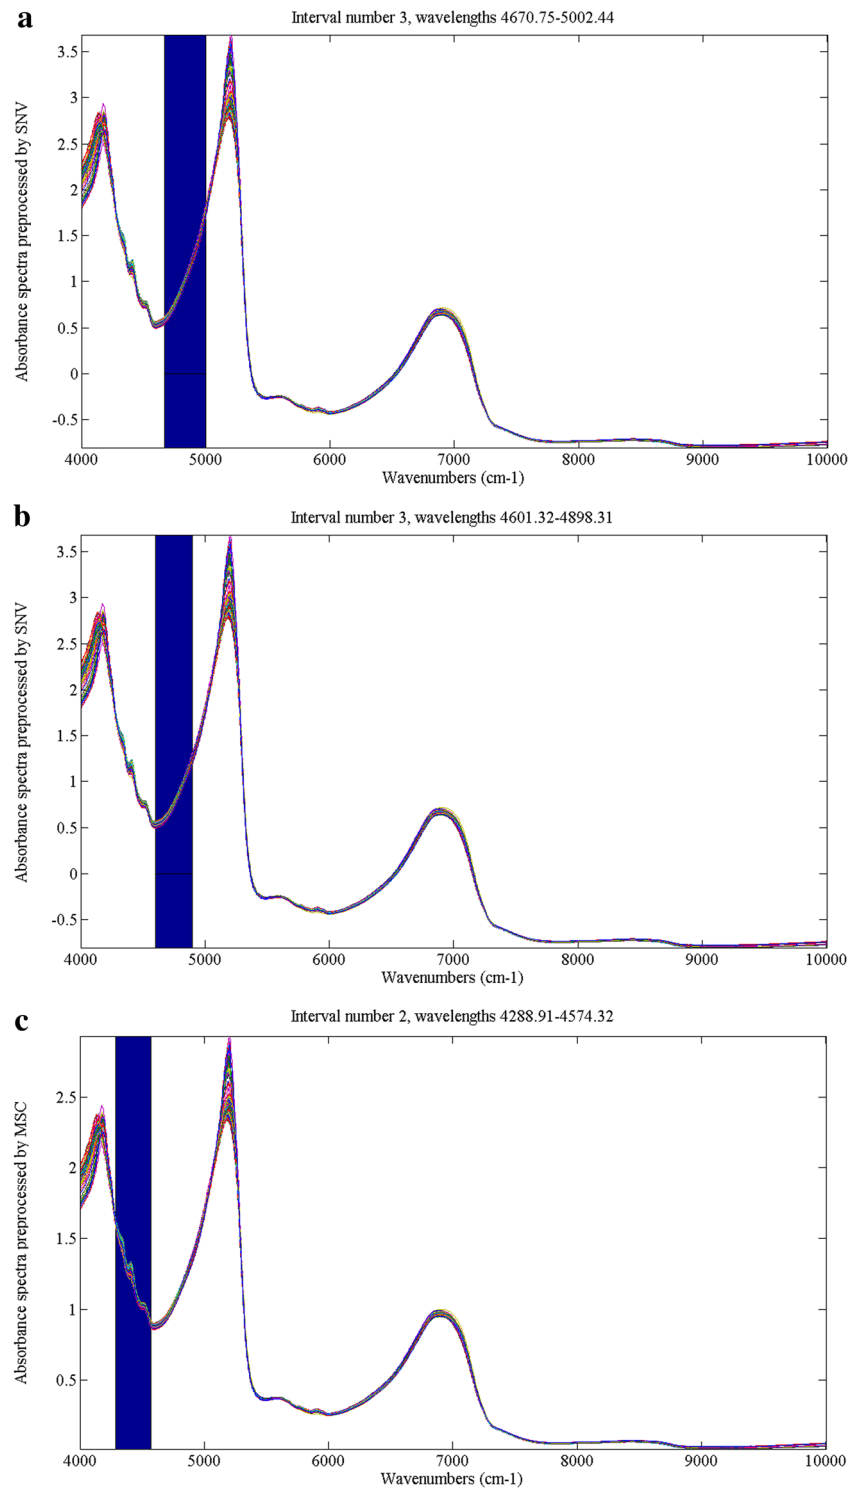 a
Interval number 3, wavelengths 4670.75-5002.44
Absorbance spectra preprocessed by SNV
3.5
3
2.5
2
1.5
1
0.5
0
-0.5
4000 5000 6000 7000 8000 9000 10000
Wavenumbers (cm-1)
b
Interval number 3, wavelengths 4601.32-4898.31
Absorbance spectra preprocessed by SNV
3.5
3
2.5
2
1.5
1
0.5
0
-0.5
4000 5000 6000 7000 8000 9000 10000
Wavenumbers (cm-1)
c
Interval number 2, wavelengths 4288.91-4574.32
Absorbance spectra preprocessed by MSC
2.5
2
1.5
1
0.5
4000 5000 6000 7000 8000 9000 10000
Wavenumbers (cm-1)